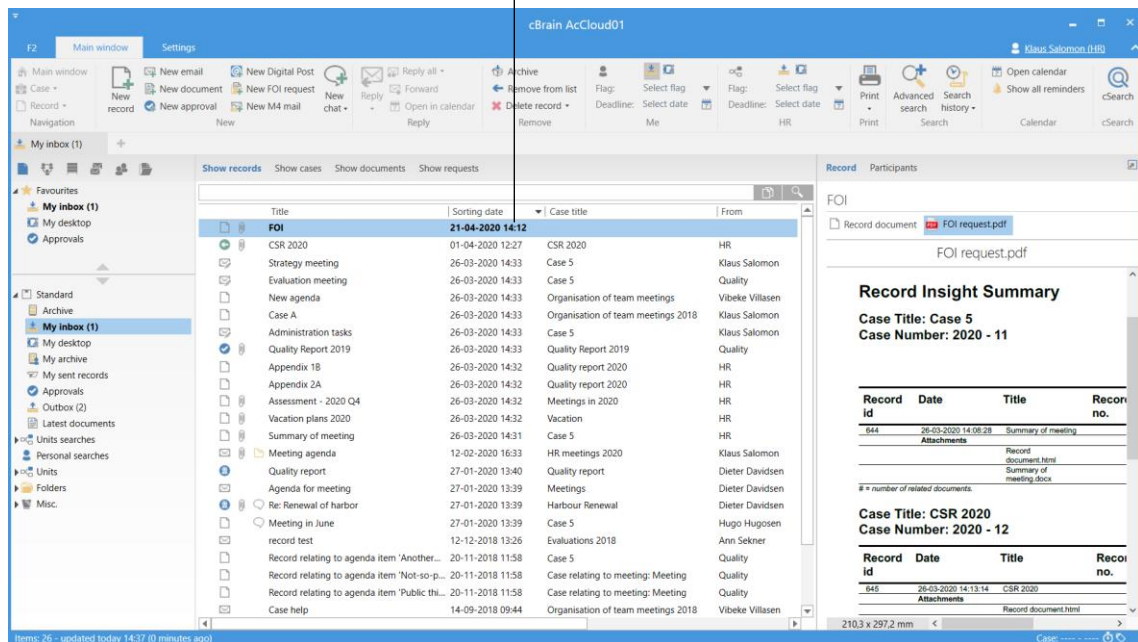 cBrain AcCloud01
F2 Main window Settings Klaus Salomon (HR)
Main window
Case
Record
Navigation
New record
New email
New document
New approval
New Digital Post
New FOI request
New M4 mail
New chat
New
Reply
Reply all
Forward
Open in calendar
Reply
Archive
Remove from list
Delete record
Remove
Flag: Select flag
Deadline: Select date
Me
Flag: Select flag
Deadline: Select date
HR
Print
Print
Advanced search
Search history
Search
Open calendar
Show all reminders
Calendar
cSearch
cSearch
My inbox (1) +
Favourites
My inbox (1)
My desktop
Approvals
Standard
Archive
My inbox (1)
My desktop
My archive
My sent records
Approvals
Outbox (2)
Latest documents
Units searches
Personal searches
Units
Folders
Misc.
Show records Show cases Show documents Show requests
Title Sorting date Case title From
FOI 21-04-2020 14:12
CSR 2020 01-04-2020 12:27 CSR 2020 HR
Strategy meeting 26-03-2020 14:33 Case 5 Klaus Salomon
Evaluation meeting 26-03-2020 14:33 Case 5 Quality
New agenda 26-03-2020 14:33 Organisation of team meetings Vibeke Villasen
Case A 26-03-2020 14:33 Organisation of team meetings 2018 Klaus Salomon
Administration tasks 26-03-2020 14:33 Case 5 Klaus Salomon
Quality Report 2019 26-03-2020 14:33 Quality Report 2019 Quality
Appendix 1B 26-03-2020 14:32 Quality report 2020 HR
Appendix 2A 26-03-2020 14:32 Quality report 2020 HR
Assessment - 2020 Q4 26-03-2020 14:32 Meetings in 2020 HR
Vacation plans 2020 26-03-2020 14:32 Vacation HR
Summary of meeting 26-03-2020 14:31 Case 5 HR
Meeting agenda 12-02-2020 16:33 HR meetings 2020 Klaus Salomon
Quality report 27-01-2020 13:40 Quality report Dieter Davidsen
Agenda for meeting 27-01-2020 13:39 Meetings Dieter Davidsen
Re: Renewal of harbor 27-01-2020 13:39 Harbour Renewal Dieter Davidsen
Meeting in June 27-01-2020 13:39 Case 5 Hugo Hugosen
record test 12-12-2018 13:26 Evaluations 2018 Ann Sekner
Record relating to agenda item 'Another... 20-11-2018 11:58 Case 5 Quality
Record relating to agenda item 'Not-so-p... 20-11-2018 11:58 Case relating to meeting: Meeting Quality
Record relating to agenda item 'Public thi... 20-11-2018 11:58 Case relating to meeting: Meeting Quality
Case help 14-09-2018 09:44 Organisation of team meetings 2018 Vibeke Villasen
Record Participants
FOI
Record document FOI request.pdf
FOI request.pdf
Record Insight Summary
Case Title: Case 5
Case Number: 2020 - 11
Record id Date Title Record no.
644 26-03-2020 14:08:28 Summary of meeting
Attachments
Record document.html
Summary of meeting.docx
# = number of related documents.
Case Title: CSR 2020
Case Number: 2020 - 12
Record id Date Title Recor no.
645 26-03-2020 14:13:14 CSR 2020
Attachments
Record document.html
210,3 x 297,2 mm
Items: 26 - updated today 14:37 (0 minutes ago) Case: ---- - ----